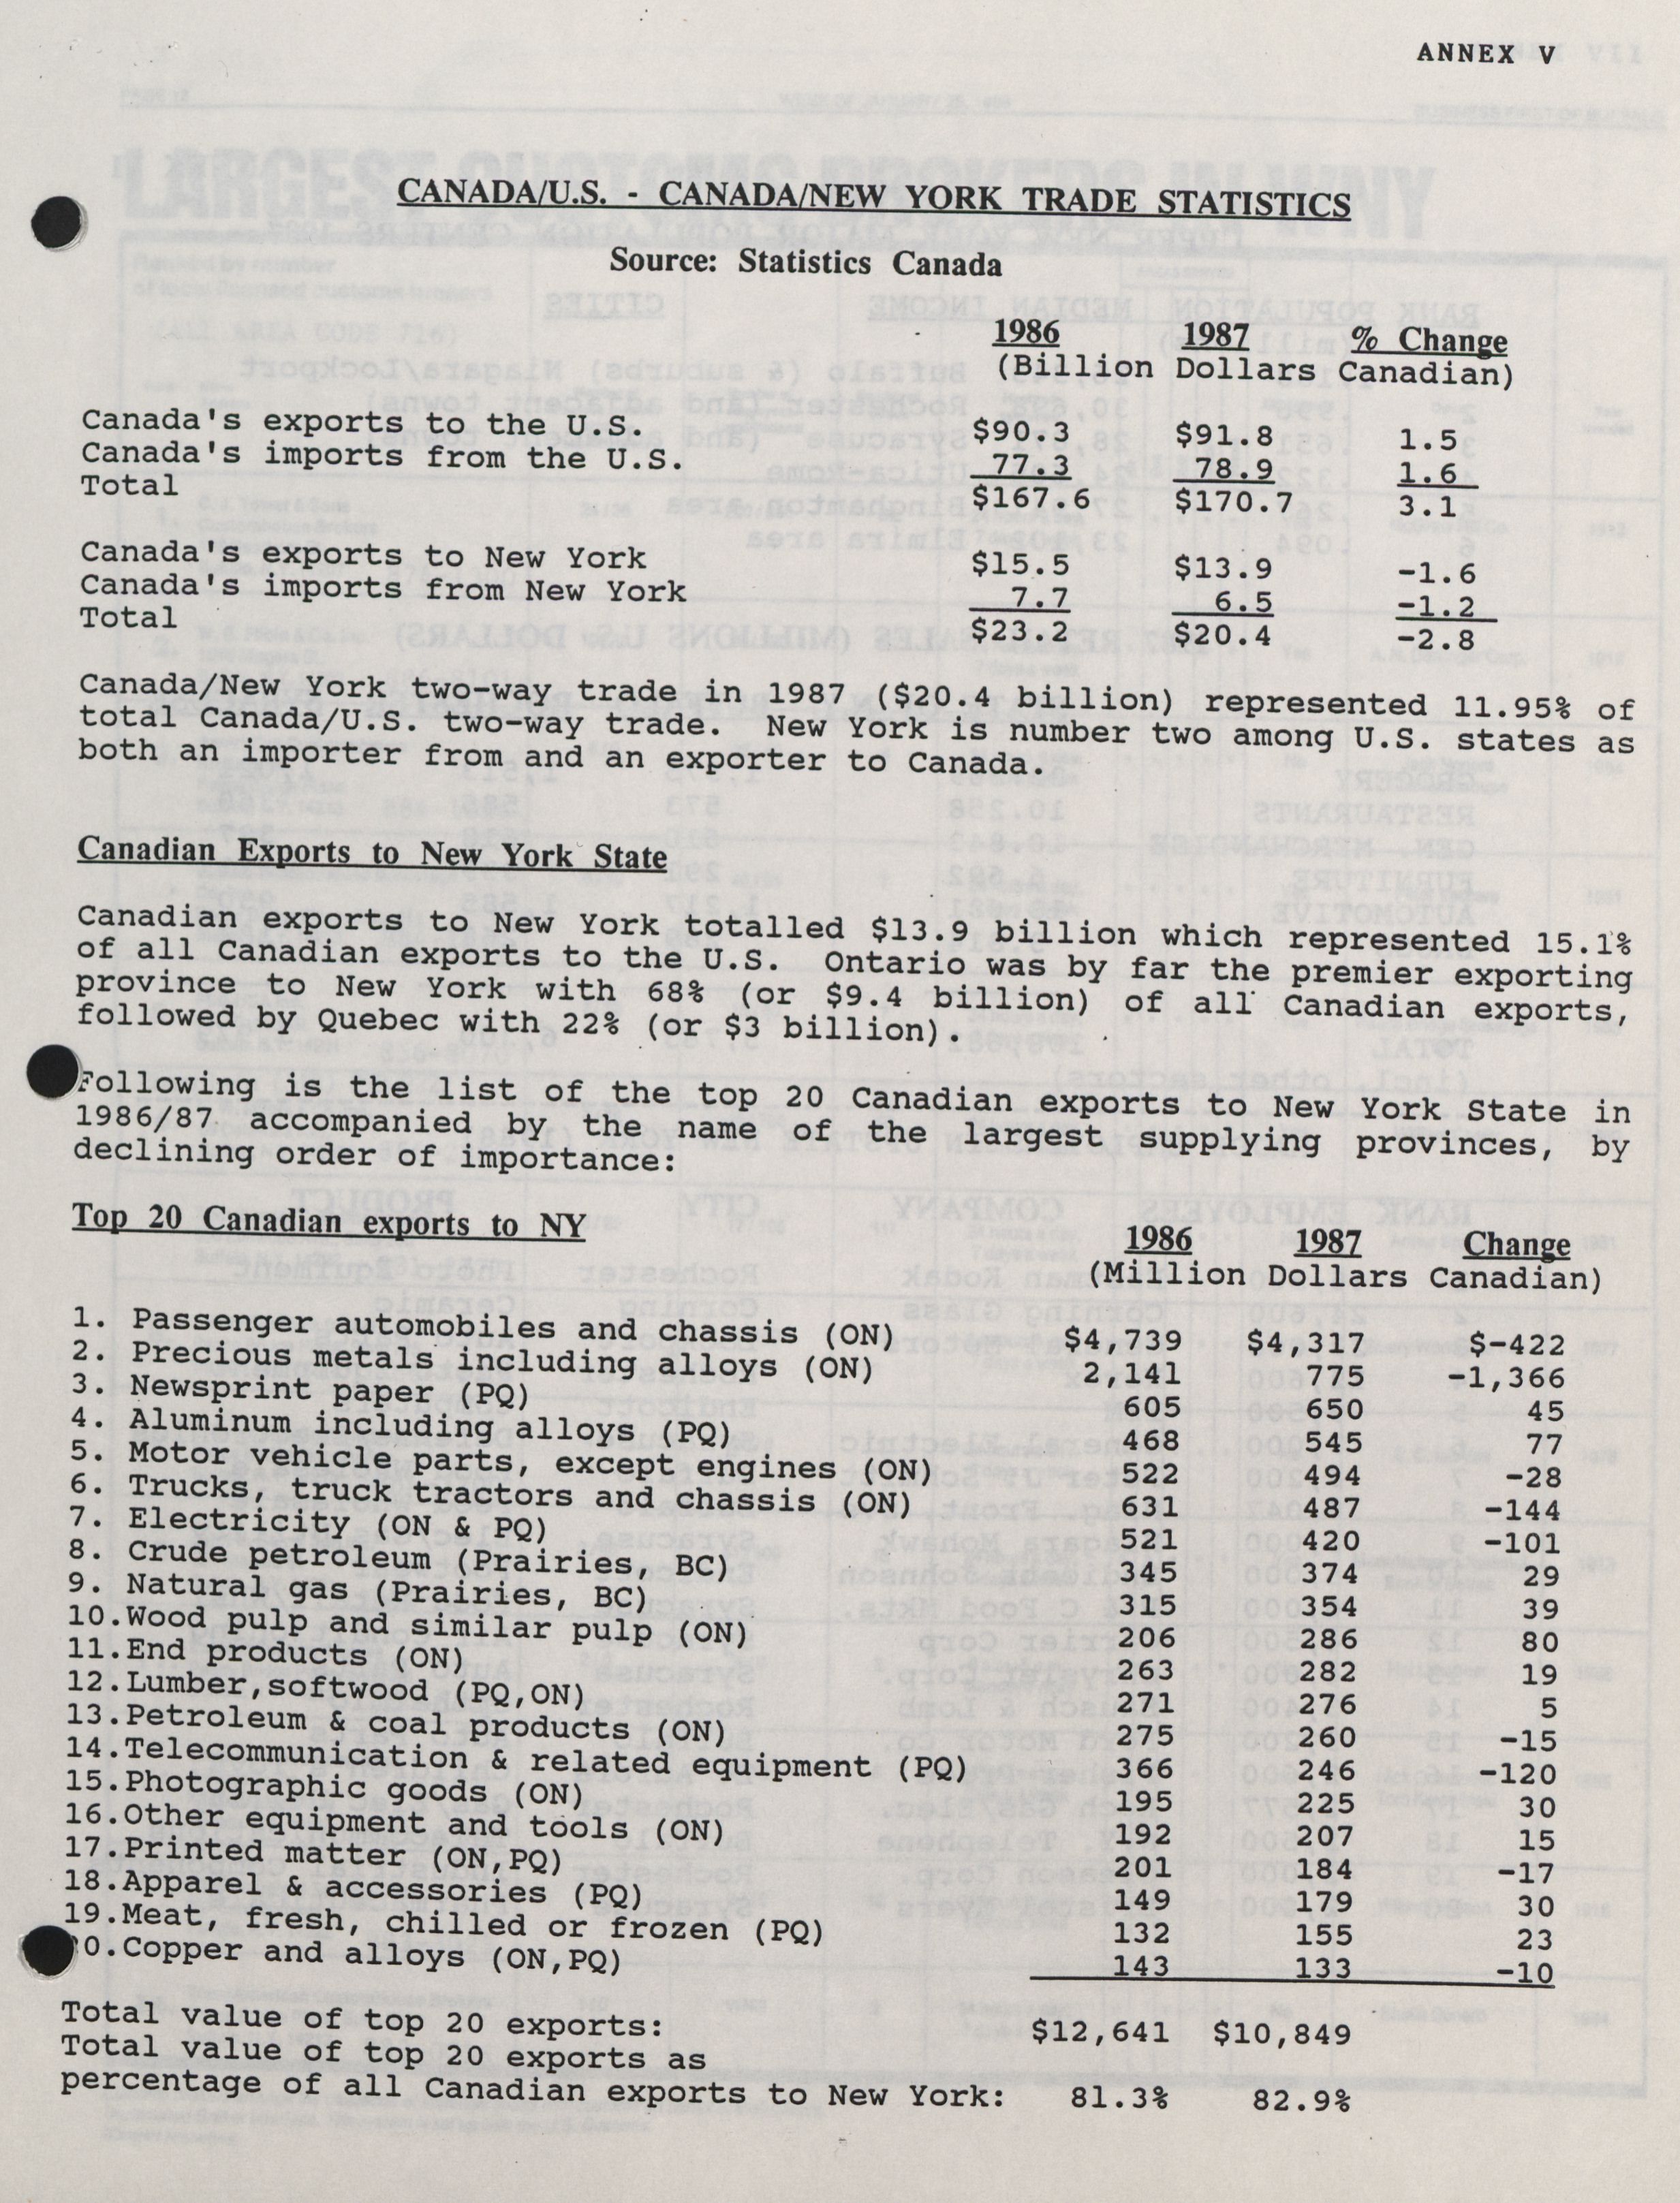 ANNEX V
CANADA/U.S. - CANADA/NEW YORK TRADE STATISTICS
Source: Statistics Canada
1986 1987 % Change
(Billion Dollars Canadian)
Canada's exports to the U.S. $90.3 $91.8 1.5
Canada's imports from the U.S. 77.3 78.9 1.6
Total $167.6 $170.7 3.1
Canada's exports to New York $15.5 $13.9 -1.6
Canada's imports from New York 7.7 6.5 -1.2
Total $23.2 $20.4 -2.8
Canada/New York two-way trade in 1987 ($20.4 billion) represented 11.95% of
total Canada/U.S. two-way trade. New York is number two among U.S. states as
both an importer from and an exporter to Canada.
Canadian Exports to New York State
Canadian exports to New York totalled $13.9 billion which represented 15.1%
of all Canadian exports to the U.S. Ontario was by far the premier exporting
province to New York with 68% (or $9.4 billion) of all Canadian exports,
followed by Quebec with 22% (or $3 billion).
Following is the list of the top 20 Canadian exports to New York State in
1986/87 accompanied by the name of the largest supplying provinces, by
declining order of importance:
Top 20 Canadian exports to NY
1986 1987 Change
(Million Dollars Canadian)
1. Passenger automobiles and chassis (ON) $4,739 $4,317 $-422
2. Precious metals including alloys (ON) 2,141 775 -1,366
3. Newsprint paper (PQ) 605 650 45
4. Aluminum including alloys (PQ) 468 545 77
5. Motor vehicle parts, except engines (ON) 522 494 -28
6. Trucks, truck tractors and chassis (ON) 631 487 -144
7. Electricity (ON & PQ) 521 420 -101
8. Crude petroleum (Prairies, BC) 345 374 29
9. Natural gas (Prairies, BC) 315 354 39
10.Wood pulp and similar pulp (ON) 206 286 80
11.End products (ON) 263 282 19
12.Lumber,softwood (PQ,ON) 271 276 5
13.Petroleum & coal products (ON) 275 260 -15
14.Telecommunication & related equipment (PQ) 366 246 -120
15.Photographic goods (ON) 195 225 30
16.Other equipment and tools (ON) 192 207 15
17.Printed matter (ON,PQ) 201 184 -17
18.Apparel & accessories (PQ) 149 179 30
19.Meat, fresh, chilled or frozen (PQ) 132 155 23
20.Copper and alloys (ON,PQ) 143 133 -10
Total value of top 20 exports: $12,641 $10,849
Total value of top 20 exports as
percentage of all Canadian exports to New York: 81.3% 82.9%